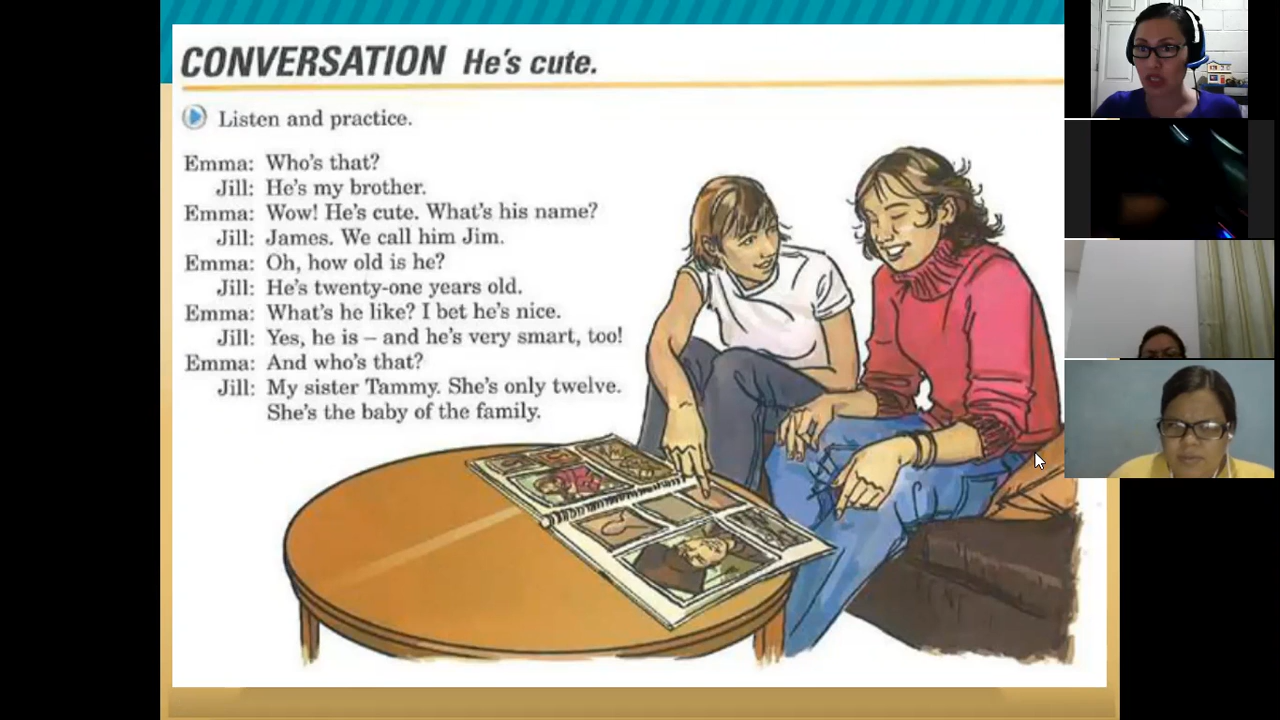 CONVERSATION He's cute.
Listen and practice.
Emma: Who's that?
Jill: He's my brother.
Emma: Wow! He's cute. What's his name?
Jill: James. We call him Jim.
Emma: Oh, how old is he?
Jill: He's twenty-one years old.
Emma: What's he like? I bet he's nice.
Jill: Yes, he is – and he's very smart, too!
Emma: And who's that?
Jill: My sister Tammy. She's only twelve.
She's the baby of the family.